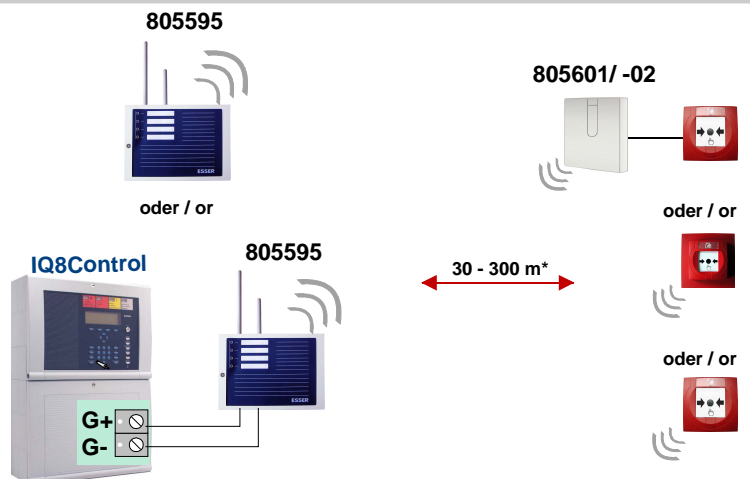 805595
805601/ -02
ESSER
oder / or
oder / or
805595
IQ8Control
30 - 300 m*
ESSER
oder / or
G+
G-